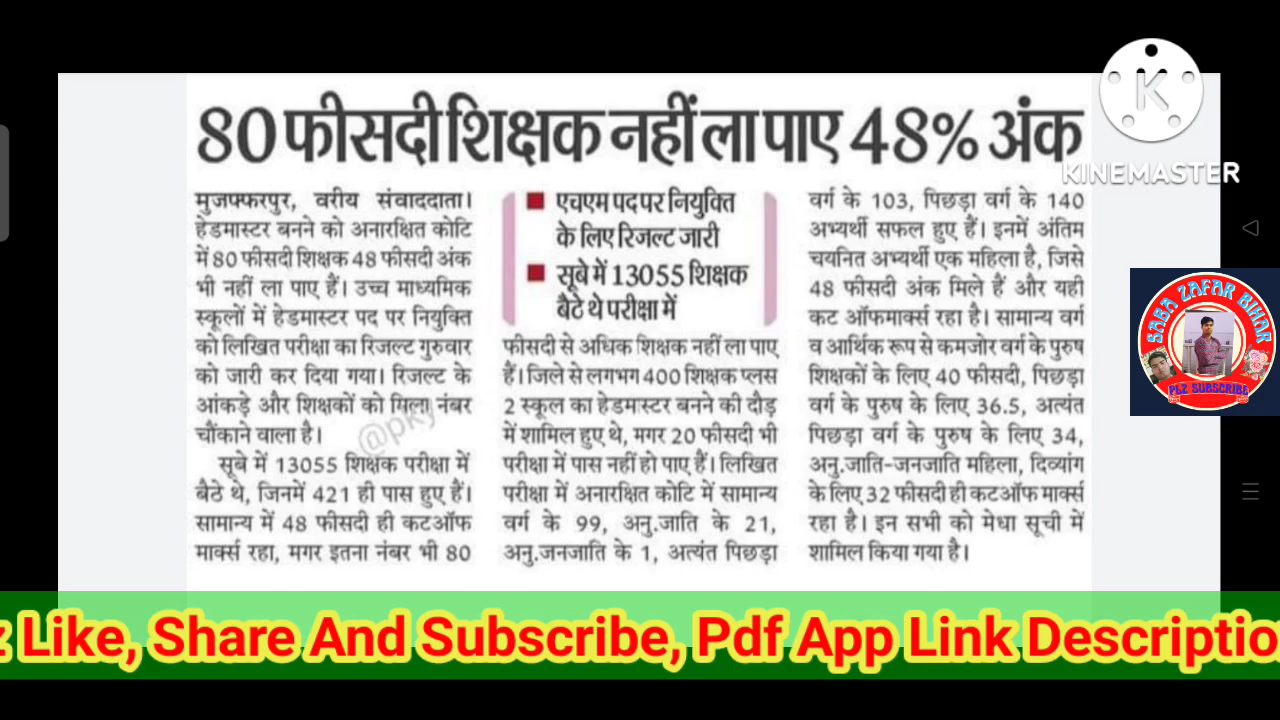 80 फीसदी शिक्षक नहीं ला पाए 48% अंक
मुजफ्फरपुर, वरीय संवाददाता।
हेडमास्टर बनने को अनारक्षित कोटि
में 80 फीसदी शिक्षक 48 फीसदी अंक
भी नहीं ला पाए हैं। उच्च माध्यमिक
स्कूलों में हेडमास्टर पद पर नियुक्ति
को लिखित परीक्षा का रिजल्ट गुरुवार
को जारी कर दिया गया। रिजल्ट के
आंकड़े और शिक्षकों को मिला नंबर
चौंकाने वाला है।
सूबे में 13055 शिक्षक परीक्षा में
बैठे थे, जिनमें 421 ही पास हुए हैं।
सामान्य में 48 फीसदी ही कटऑफ
मार्क्स रहा, मगर इतना नंबर भी 80
एचएम पद पर नियुक्ति
के लिए रिजल्ट जारी
सूबे में 13055 शिक्षक
बैठे थे परीक्षा में
फीसदी से अधिक शिक्षक नहीं ला पाए
हैं। जिले से लगभग 400 शिक्षक प्लस
2 स्कूल का हेडमास्टर बनने की दौड़
में शामिल हुए थे, मगर 20 फीसदी भी
परीक्षा में पास नहीं हो पाए हैं। लिखित
परीक्षा में अनारक्षित कोटि में सामान्य
वर्ग के 99, अनु.जाति के 21,
अनु.जनजाति के 1, अत्यंत पिछड़ा
वर्ग के 103, पिछड़ा वर्ग के 140
अभ्यर्थी सफल हुए हैं। इनमें अंतिम
चयनित अभ्यर्थी एक महिला है, जिसे
48 फीसदी अंक मिले हैं और यही
कट ऑफमार्क्स रहा है। सामान्य वर्ग
व आर्थिक रूप से कमजोर वर्ग के पुरुष
शिक्षकों के लिए 40 फीसदी, पिछड़ा
वर्ग के पुरुष के लिए 36.5, अत्यंत
पिछड़ा वर्ग के पुरुष के लिए 34,
अनु.जाति-जनजाति महिला, दिव्यांग
के लिए 32 फीसदी ही कटऑफ मार्क्स
रहा है। इन सभी को मेधा सूची में
शामिल किया गया है।
@pky
K
KINEMASTER
SABA ZAFAR BIHAR
PLZ SUBSCRIBE
z Like, Share And Subscribe, Pdf App Link Descriptio